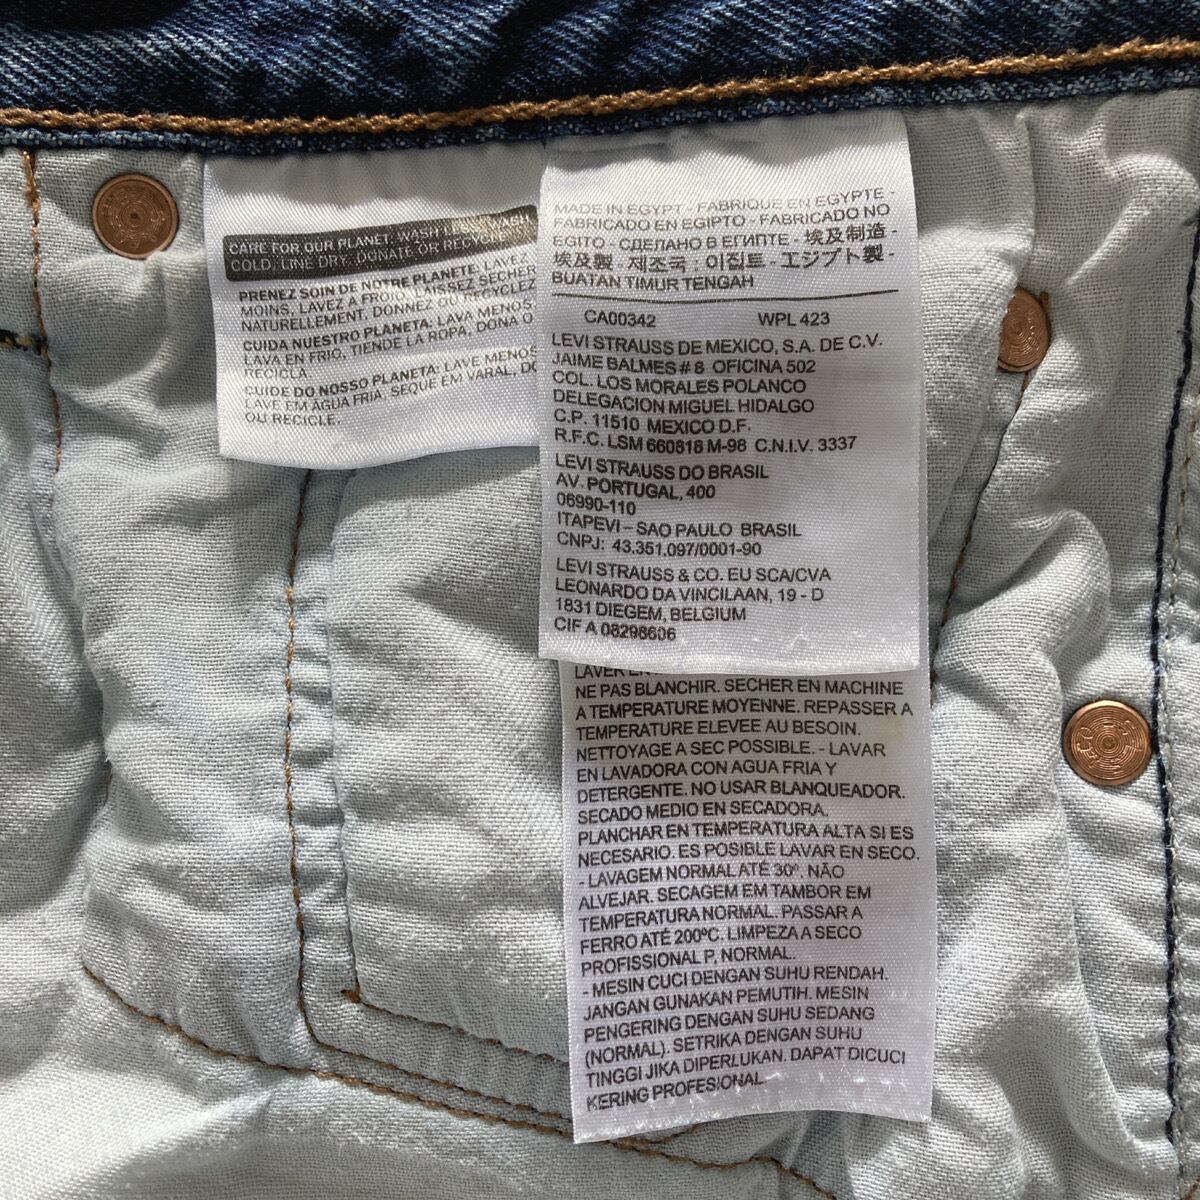 CARE FOR OUR PLANET: WASH LESS, WASH
COLD, LINE DRY, DONATE OR RECYCLE.
PRENEZ SOIN DE NOTRE PLANETE: LAVEZ
MOINS, LAVEZ A FROID, LAISSEZ SECHER
NATURELLEMENT, DONNEZ OU RECYCLEZ
CUIDA NUESTRO PLANETA: LAVA MENOS,
LAVA EN FRIO, TIENDE LA ROPA, DONA O
RECICLA
CUIDE DO NOSSO PLANETA: LAVE MENOS
LAVE EM ÁGUA FRIA, SEQUE EM VARAL,
OU RECICLE.
MADE IN EGYPT - FABRIQUE EN EGYPTE -
FABRICADO EN EGIPTO - FABRICADO NO
EGITO - СДЕЛАНО В ЕГИПТЕ - 埃及制造 -
埃及製 - 제조국 : 이집트 - エジプト製 -
BUATAN TIMUR TENGAH
CA00342 WPL 423
LEVI STRAUSS DE MEXICO, S.A. DE C.V.
JAIME BALMES # 8 OFICINA 502
COL. LOS MORALES POLANCO
DELEGACION MIGUEL HIDALGO
C.P. 11510 MEXICO D.F.
R.F.C. LSM 660818 M-98 C.N.I.V. 3337
LEVI STRAUSS DO BRASIL
AV. PORTUGAL, 400
06990-110
ITAPEVI – SAO PAULO BRASIL
CNPJ: 43.351.097/0001-90
LEVI STRAUSS & CO. EU SCA/CVA
LEONARDO DA VINCILAAN, 19 - D
1831 DIEGEM, BELGIUM
CIF A 08298606
LAVER
NE PAS BLANCHIR. SECHER EN MACHINE
A TEMPERATURE MOYENNE. REPASSER A
TEMPERATURE ELEVEE AU BESOIN.
NETTOYAGE A SEC POSSIBLE. - LAVAR
EN LAVADORA CON AGUA FRIA Y
DETERGENTE. NO USAR BLANQUEADOR.
SECADO MEDIO EN SECADORA.
PLANCHAR EN TEMPERATURA ALTA SI ES
NECESARIO. ES POSIBLE LAVAR EN SECO.
- LAVAGEM NORMAL ATÉ 30º. NÃO
ALVEJAR. SECAGEM EM TAMBOR EM
TEMPERATURA NORMAL. PASSAR A
FERRO ATÉ 200ºC. LIMPEZA A SECO
PROFISSIONAL P, NORMAL.
- MESIN CUCI DENGAN SUHU RENDAH.
JANGAN GUNAKAN PEMUTIH. MESIN
PENGERING DENGAN SUHU SEDANG
(NORMAL). SETRIKA DENGAN SUHU
TINGGI JIKA DIPERLUKAN. DAPAT DICUCI
KERING PROFESIONAL.